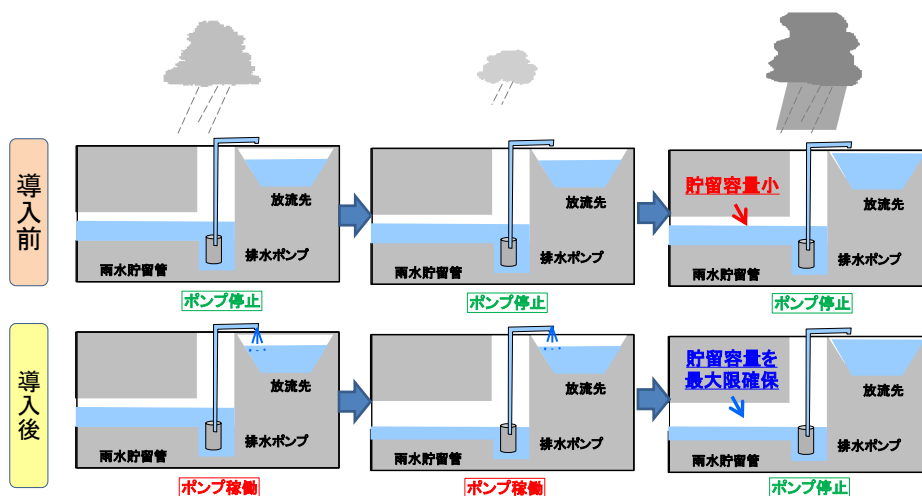 導入前
放流先
排水ポンプ
雨水貯留管
ポンプ停止
放流先
排水ポンプ
雨水貯留管
ポンプ停止
貯留容量小
放流先
排水ポンプ
雨水貯留管
ポンプ停止
導入後
放流先
排水ポンプ
雨水貯留管
ポンプ稼働
放流先
排水ポンプ
雨水貯留管
ポンプ稼働
貯留容量を
最大限確保
放流先
排水ポンプ
雨水貯留管
ポンプ停止